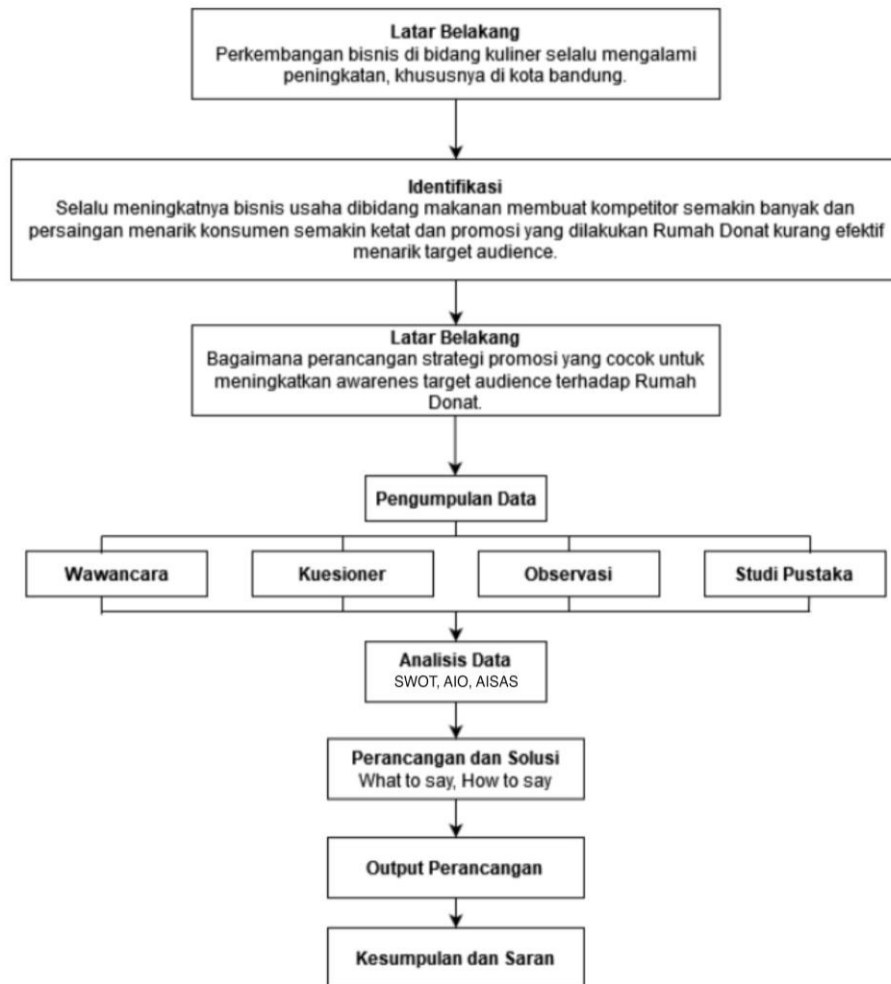 Latar Belakang
Perkembangan bisnis di bidang kuliner selalu mengalami
peningkatan, khususnya di kota bandung.
Identifikasi
Selalu meningkatnya bisnis usaha dibidang makanan membuat kompetitor semakin banyak dan
persaingan menarik konsumen semakin ketat dan promosi yang dilakukan Rumah Donat kurang efektif
menarik target audience.
Latar Belakang
Bagaimana perancangan strategi promosi yang cocok untuk
meningkatkan awarenes target audience terhadap Rumah
Donat.
Pengumpulan Data
Wawancara
Kuesioner
Observasi
Studi Pustaka
Analisis Data
SWOT, AIO, AISAS
Perancangan dan Solusi
What to say, How to say
Output Perancangan
Kesumpulan dan Saran